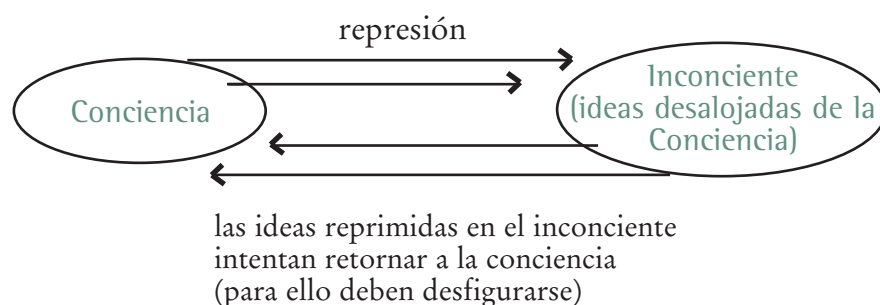 represión
Conciencia
Inconciente
(ideas desalojadas de la
Conciencia)
las ideas reprimidas en el inconciente
intentan retornar a la conciencia
(para ello deben desfigurarse)